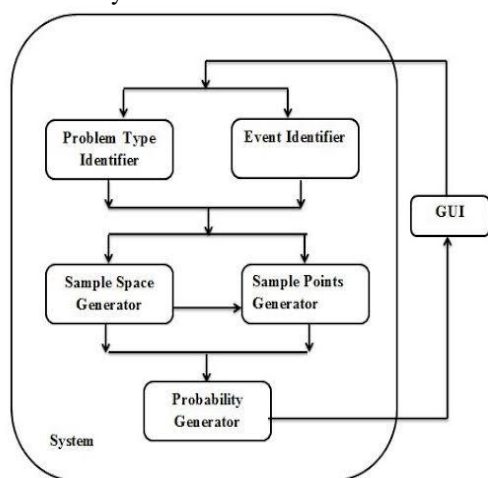 Problem Type
Identifier
Event Identifier
GUI
Sample Space
Generator
Sample Points
Generator
Probability
Generator
System